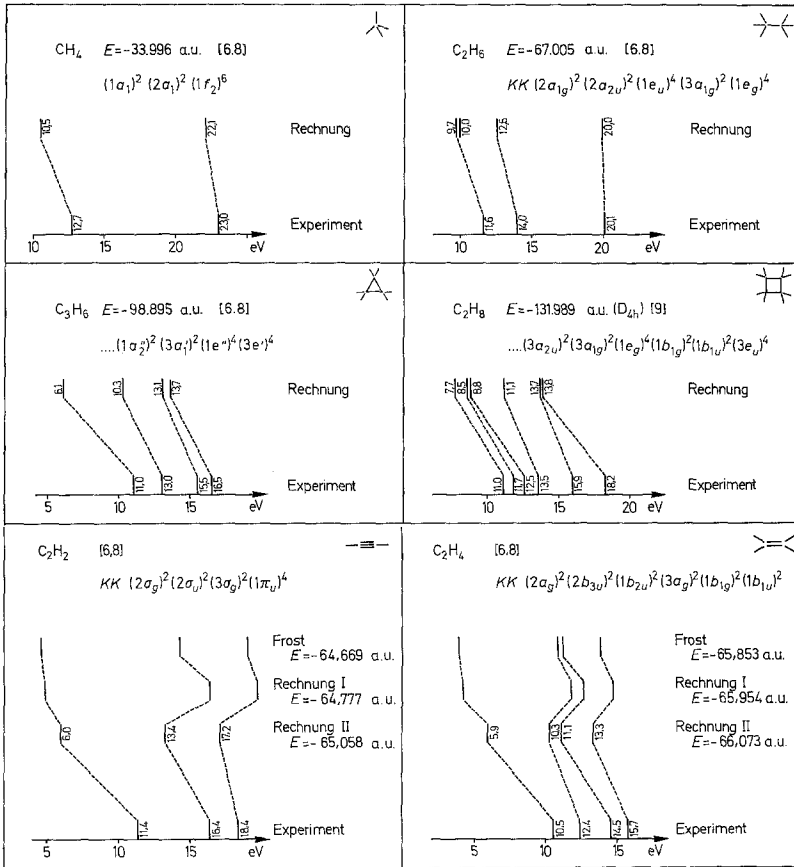 CH₄ E=-33.996 a.u. [6.8]
(1a₁)² (2a₁)² (1f₂)⁶
10,5 22,1 Rechnung
12,7 23,0 Experiment
10 15 20 eV
C₂H₆ E=-67.005 a.u. [6.8]
KK (2a₁g)² (2a₂u)² (1eu)⁴ (3a₁g)² (1eg)⁴
9,7 10,0 12,6 20,0 Rechnung
11,6 14,0 20,1 Experiment
10 15 20 eV
C₃H₆ E=-98.895 a.u. [6.8]
....(1a₂'')² (3a₁')² (1e'')⁴ (3e')⁴
6,1 10,3 13,1 13,7 Rechnung
11,0 13,0 15,5 16,5 Experiment
5 10 15 eV
C₂H₈ E=-131.989 a.u. (D₄h) [9]
....(3a₂u)² (3a₁g)² (1eg)⁴ (1b₁g)² (1b₁u)² (3eu)⁴
7,7 8,5 8,8 11,1 13,7 13,8 Rechnung
11,0 11,7 12,5 13,5 15,9 18,2 Experiment
10 15 20 eV
C₂H₂ [6,8]
KK (2σg)² (2σu)² (3σg)² (1πu)⁴
Frost
E=-64,669 a.u.
Rechnung I
E=-64,777 a.u.
Rechnung II
6,0 13,4 17,2 E=-65,058 a.u.
11,4 16,4 18,4 Experiment
5 10 15 eV
C₂H₄ [6,8]
KK (2ag)² (2b₃u)² (1b₂u)² (3ag)² (1b₁g)² (1b₁u)²
Frost
E=-65,853 a.u.
Rechnung I
E=-65,954 a.u.
Rechnung II
5,9 10,3 11,1 13,3 E=-66,073 a.u.
10,5 12,4 14,5 15,7 Experiment
5 10 15 eV